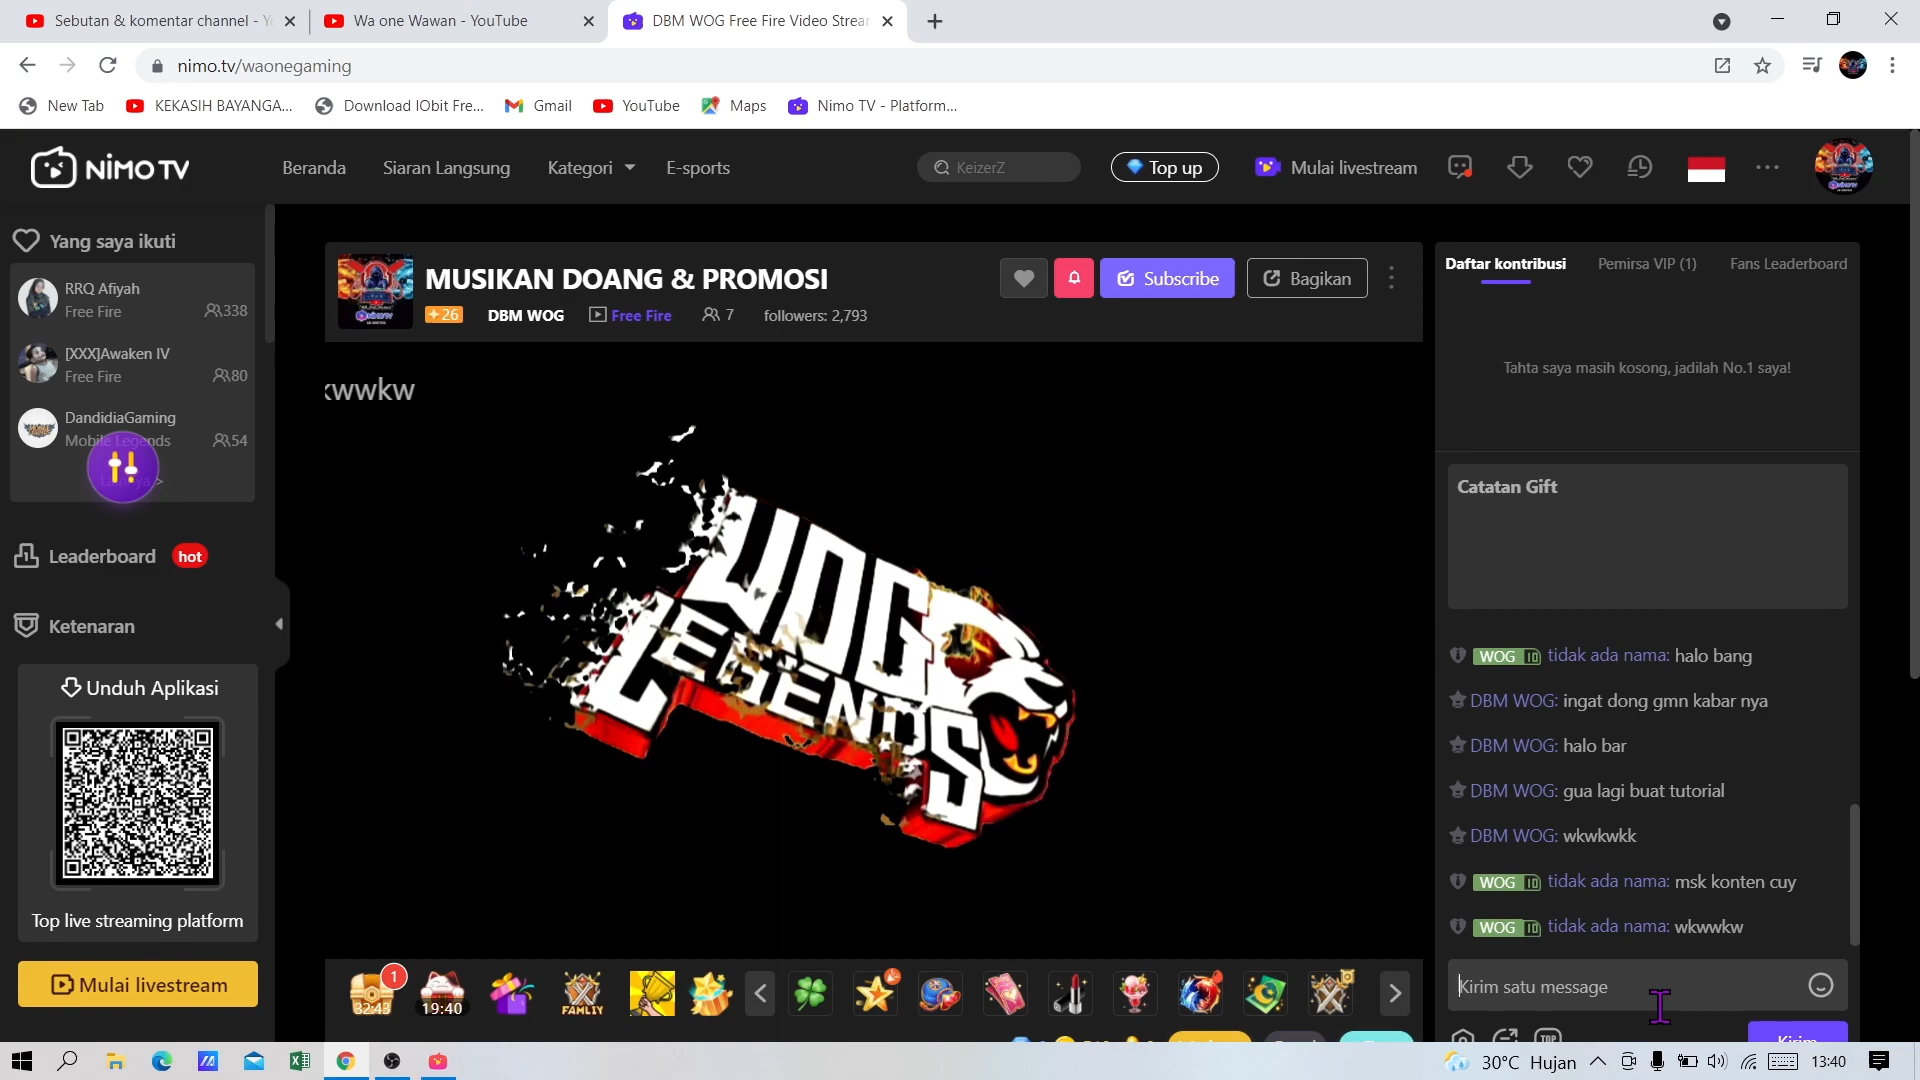 Sebutan & komentar channel - Y
Wa one Wawan - YouTube
DBM WOG Free Fire Video Strea
nimo.tv/waonegaming
New Tab
KEKASIH BAYANGA...
Download IObit Fre...
Gmail
YouTube
Maps
Nimo TV - Platform...
NIMO TV
Beranda
Siaran Langsung
Kategori
E-sports
KeizerZ
Top up
Mulai livestream
Yang saya ikuti
RRQ Afiyah
Free Fire
338
[XXX]Awaken IV
Free Fire
80
DandidiaGaming
Mobile Legends
54
Leaderboard
hot
Ketenaran
Unduh Aplikasi
Top live streaming platform
Mulai livestream
MUSIKAN DOANG & PROMOSI
26
DBM WOG
Free Fire
7
followers: 2,793
Subscribe
Bagikan
kwwkw
WOG
LEGENDS
1
32:43
19:40
FAMLIY
Daftar kontribusi
Pemirsa VIP (1)
Fans Leaderboard
Tahta saya masih kosong, jadilah No.1 saya!
Catatan Gift
WOG 10 tidak ada nama: halo bang
DBM WOG: ingat dong gmn kabar nya
DBM WOG: halo bar
DBM WOG: gua lagi buat tutorial
DBM WOG: wkwkwkk
WOG 10 tidak ada nama: msk konten cuy
WOG 10 tidak ada nama: wkwwkw
Kirim satu message
TOP
Kirim
30°C Hujan
13:40